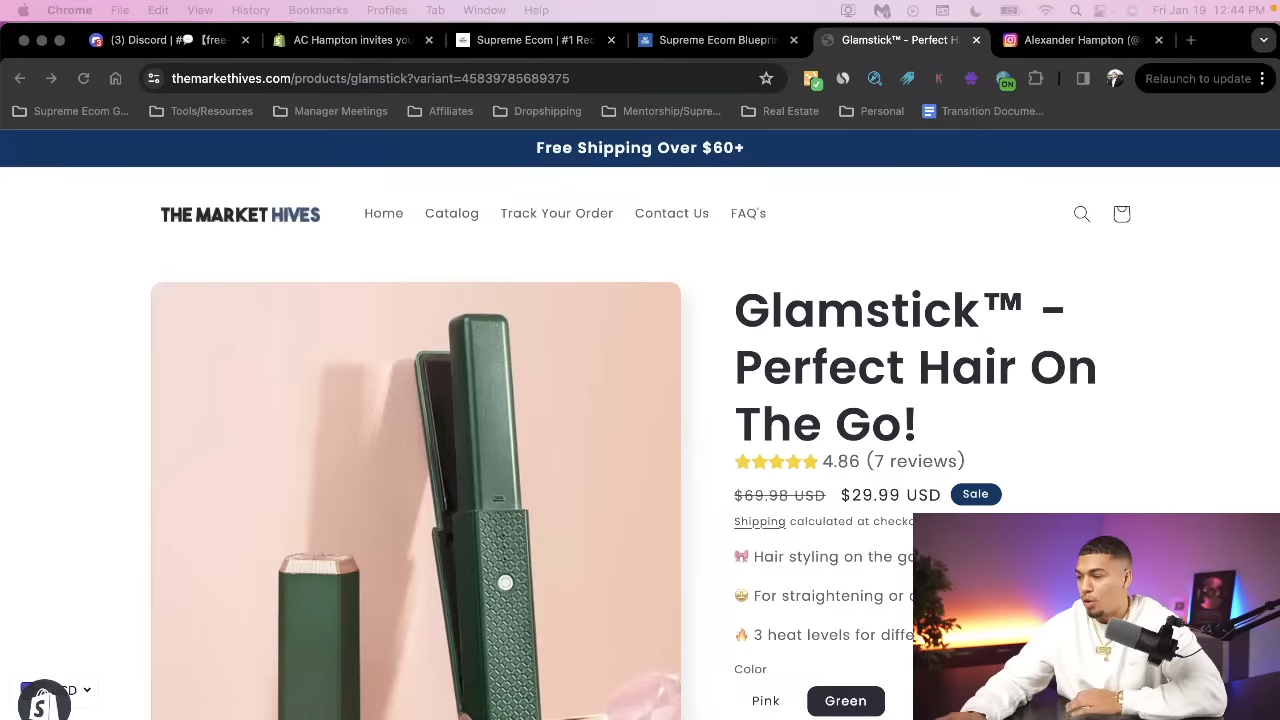 Chrome File Edit View History Bookmarks Profiles Tab Window Help Fri Jan 19 12:44 PM
(3) Discord | #💬【free- AC Hampton invites you Supreme Ecom | #1 Rec Supreme Ecom Blueprin Glamstick™ - Perfect Ha Alexander Hampton (@
themarkethives.com/products/glamstick?variant=45839785689375 ON Relaunch to update
Supreme Ecom G... Tools/Resources Manager Meetings Affiliates Dropshipping Mentorship/Supre... Real Estate Personal Transition Docume...
Free Shipping Over $60+
THE MARKET HIVES Home Catalog Track Your Order Contact Us FAQ's
Glamstick™ -
Perfect Hair On
The Go!
4.86 (7 reviews)
$69.98 USD $29.99 USD Sale
Shipping calculated at checko
🎀 Hair styling on the go
🤩 For straightening or
🔥 3 heat levels for diffe
Color
Pink Green